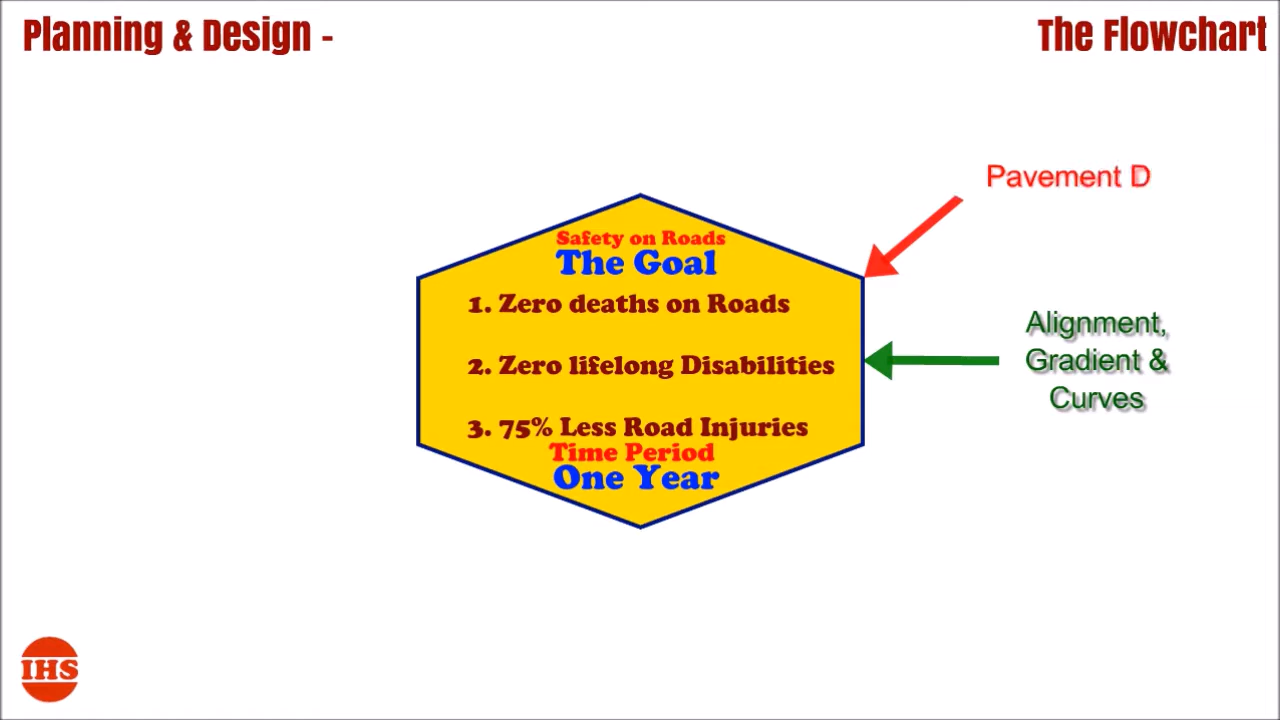 Planning & Design -
The Flowchart
Pavement D
Safety on Roads
The Goal
1. Zero deaths on Roads
2. Zero lifelong Disabilities
3. 75% Less Road Injuries
Time Period
One Year
Alignment,
Gradient &
Curves
IHS